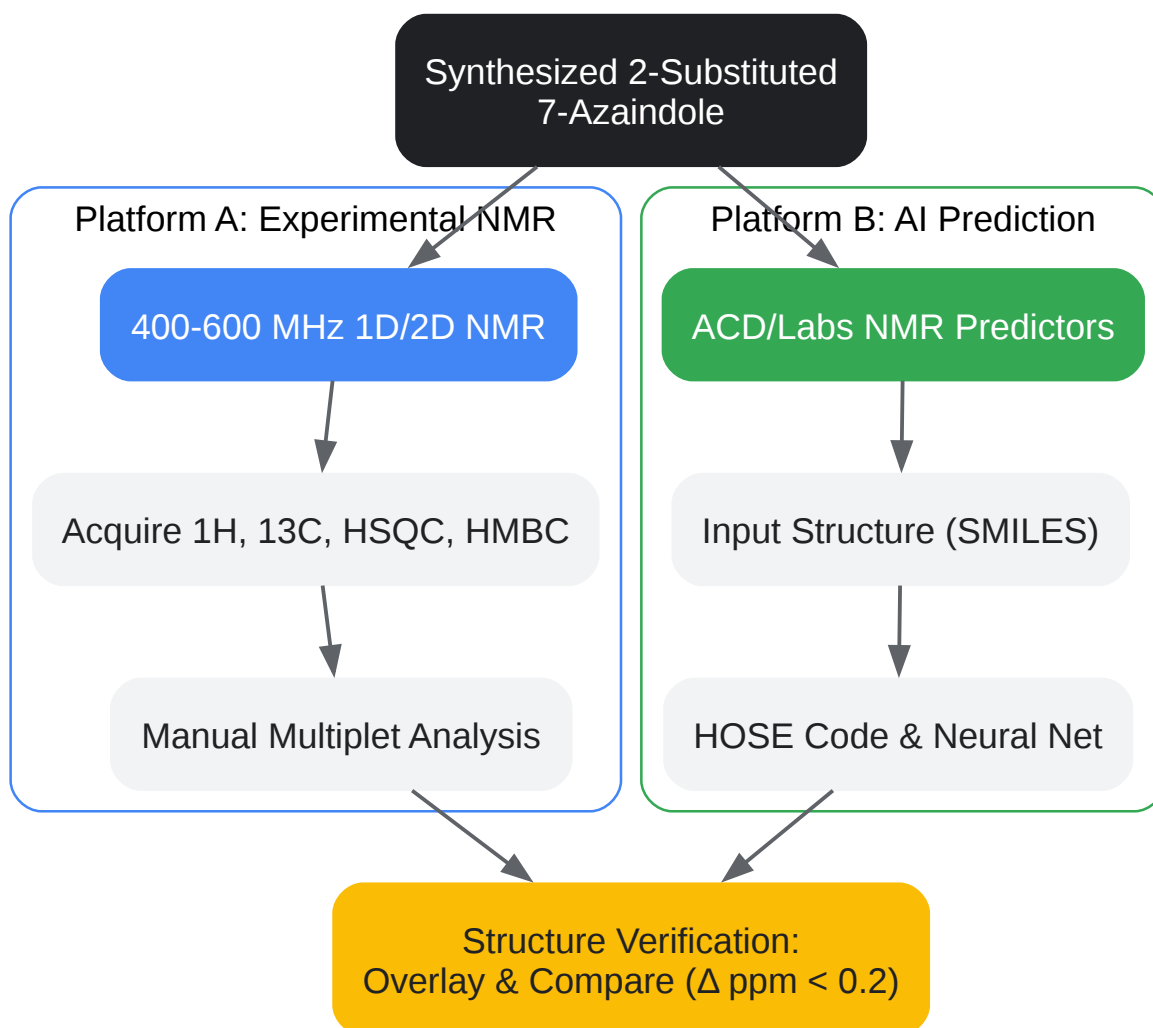 Synthesized 2-Substituted
7-Azaindole
Platform A: Experimental NMR
Platform B: AI Prediction
400-600 MHz 1D/2D NMR
ACD/Labs NMR Predictors
Acquire 1H, 13C, HSQC, HMBC
Input Structure (SMILES)
Manual Multiplet Analysis
HOSE Code & Neural Net
Structure Verification:
Overlay & Compare (Δ ppm < 0.2)